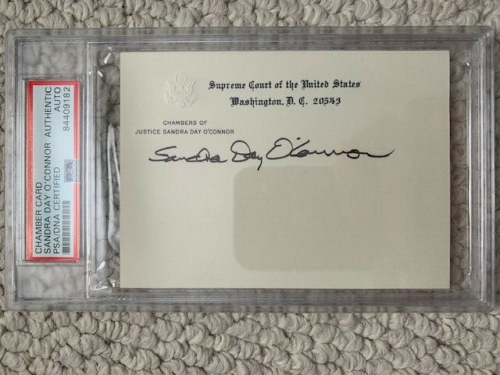 CHAMBER CARD
SANDRA DAY O'CONNOR AUTHENTIC
PSA/DNA CERTIFIED AUTO
84409182
Supreme Court of the United States
Washington, D. C. 20543
CHAMBERS OF
JUSTICE SANDRA DAY O'CONNOR
Sandra Day O'Connor